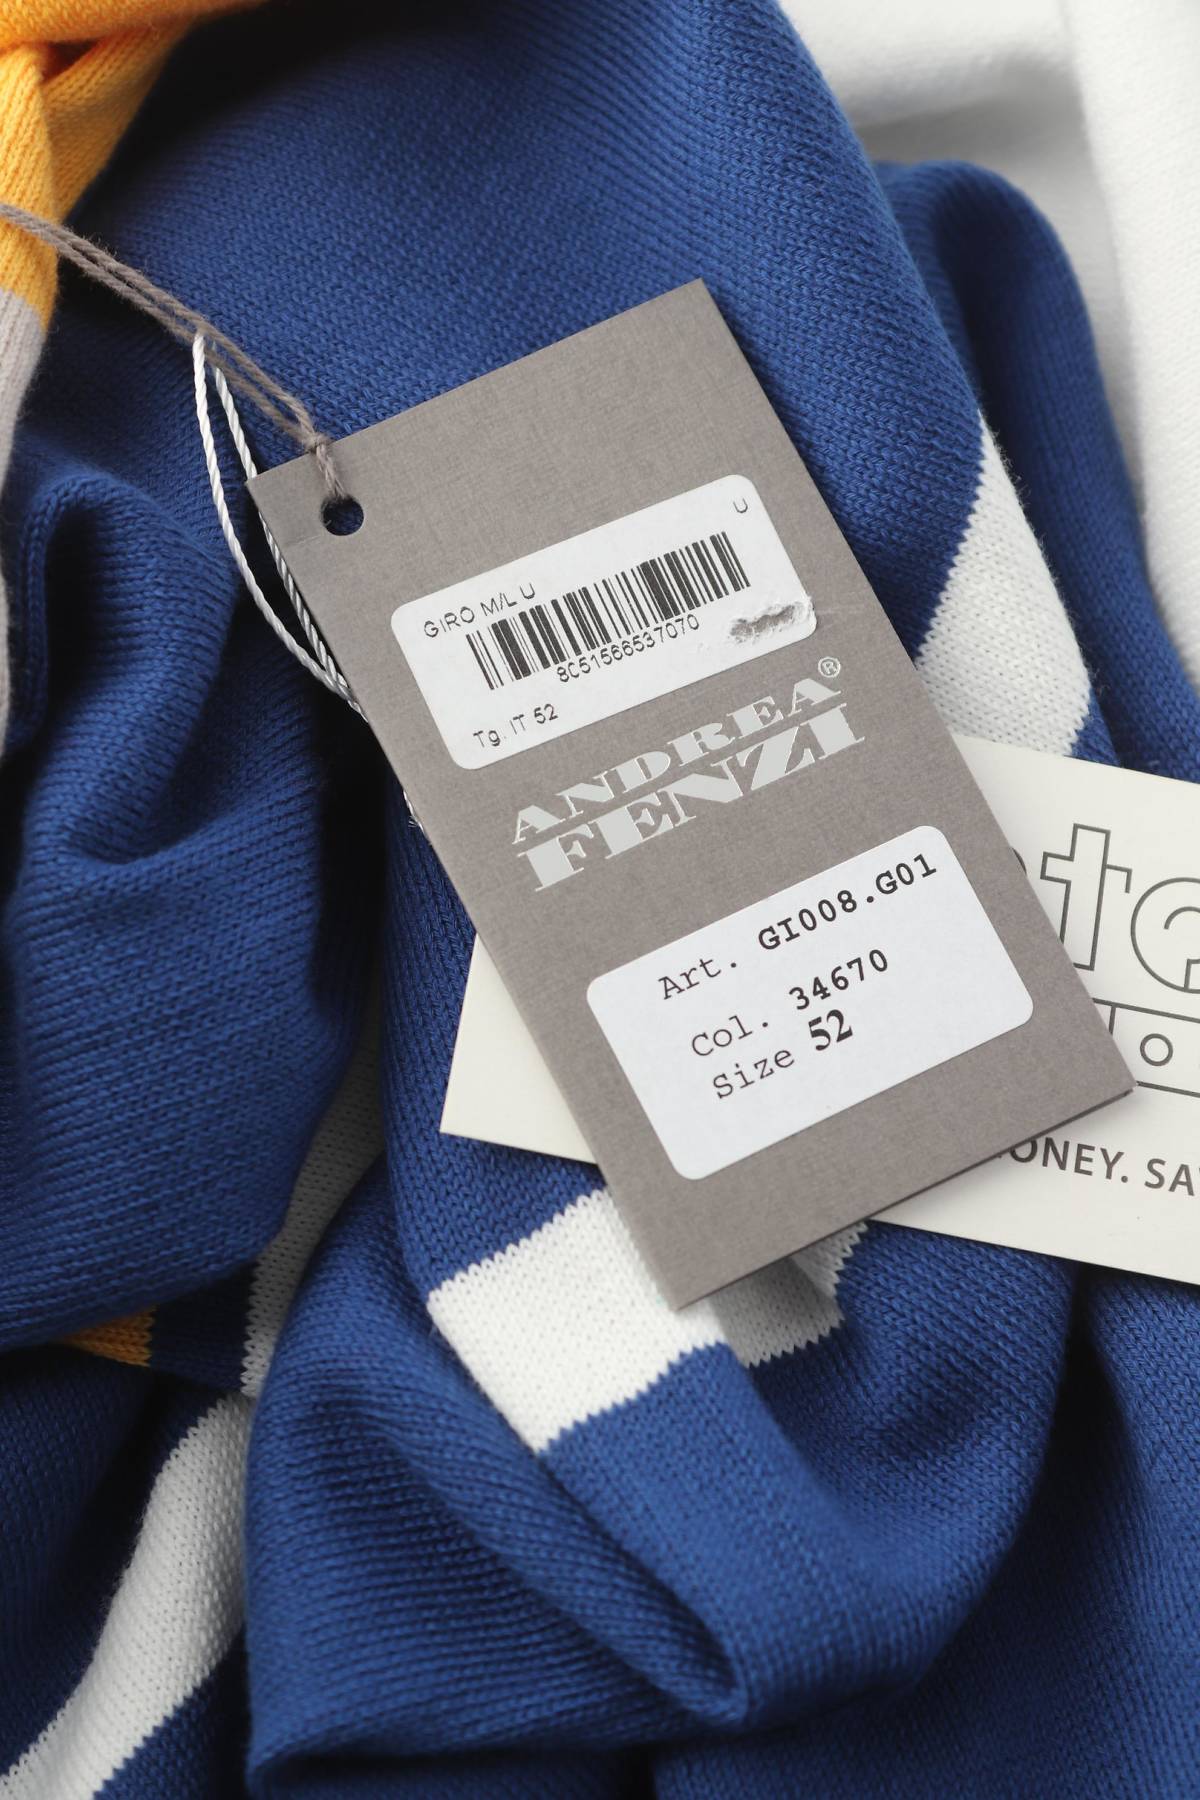 U
GIRO M/L U
8051566537070
Tg. IT 52
ANDREA®
FENZI
Art. GI008.G01
Col. 34670
Size 52
ONEY. SA